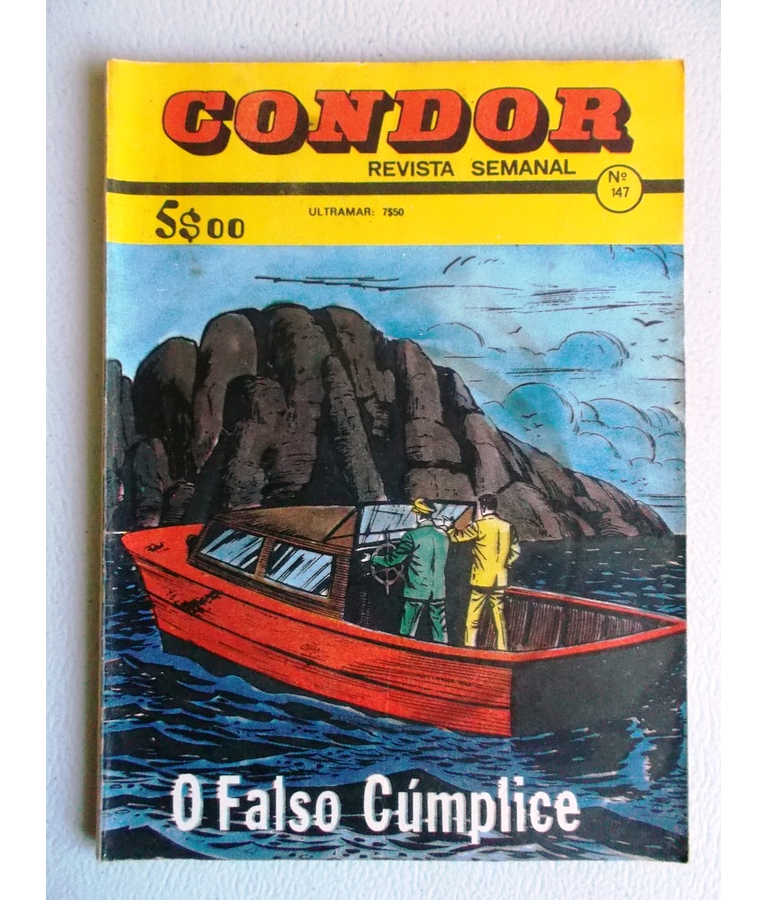 CONDOR
REVISTA SEMANAL
Nº
147
5$00
ULTRAMAR: 7$50
O Falso Cúmplice